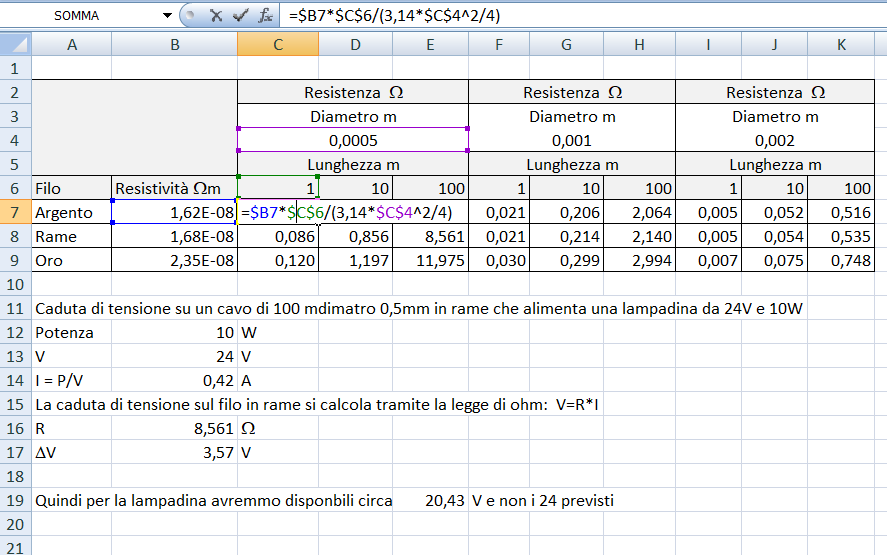 SOMMA fx =$B7*$C$6/(3,14*$C$4^2/4)
A B C D E F G H I J K
1
2 Resistenza Ω Resistenza Ω Resistenza Ω
3 Diametro m Diametro m Diametro m
4 0,0005 0,001 0,002
5 Lunghezza m Lunghezza m Lunghezza m
6 Filo Resistività Ωm 1 10 100 1 10 100 1 10 100
7 Argento 1,62E-08 =$B7*$C$6/(3,14*$C$4^2/4) 0,021 0,206 2,064 0,005 0,052 0,516
8 Rame 1,68E-08 0,086 0,856 8,561 0,021 0,214 2,140 0,005 0,054 0,535
9 Oro 2,35E-08 0,120 1,197 11,975 0,030 0,299 2,994 0,007 0,075 0,748
10
11 Caduta di tensione su un cavo di 100 mdimatro 0,5mm in rame che alimenta una lampadina da 24V e 10W
12 Potenza 10 W
13 V 24 V
14 I = P/V 0,42 A
15 La caduta di tensione sul filo in rame si calcola tramite la legge di ohm: V=R*I
16 R 8,561 Ω
17 ΔV 3,57 V
18
19 Quindi per la lampadina avremmo disponbili circa 20,43 V e non i 24 previsti
20
21